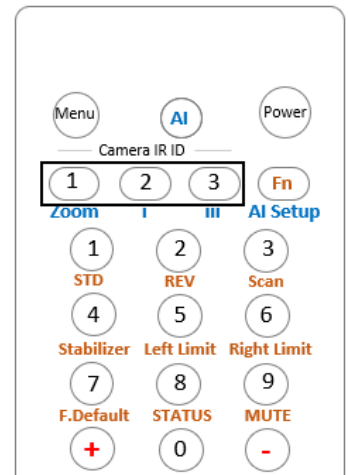 Menu AI Power
Camera IR ID
1 2 3 Fn
Zoom I III AI Setup
1 2 3
STD REV Scan
4 5 6
Stabilizer Left Limit Right Limit
7 8 9
F.Default STATUS MUTE
+ 0 -